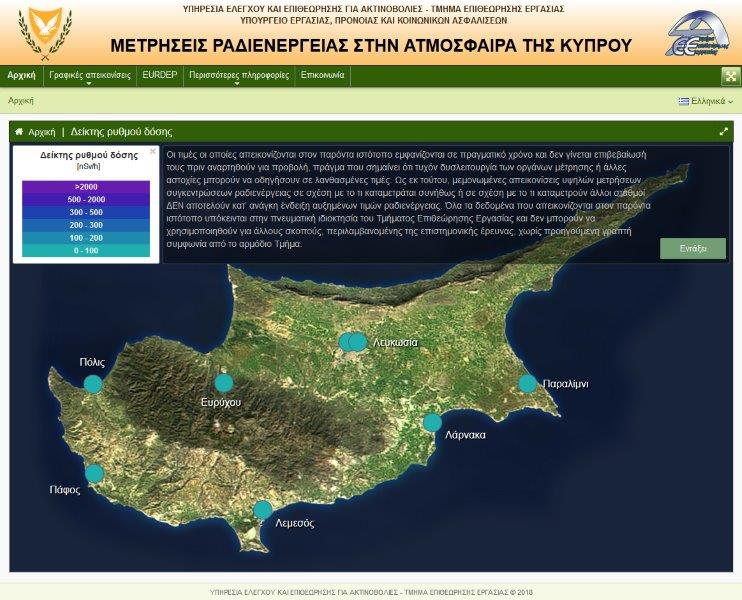 ΥΠΗΡΕΣΙΑ ΕΛΕΓΧΟΥ ΚΑΙ ΕΠΙΘΕΩΡΗΣΗΣ ΓΙΑ ΑΚΤΙΝΟΒΟΛΙΕΣ - ΤΜΗΜΑ ΕΠΙΘΕΩΡΗΣΗΣ ΕΡΓΑΣΙΑΣ
ΥΠΟΥΡΓΕΙΟ ΕΡΓΑΣΙΑΣ, ΠΡΟΝΟΙΑΣ ΚΑΙ ΚΟΙΝΩΝΙΚΩΝ ΑΣΦΑΛΙΣΕΩΝ
ΜΕΤΡΗΣΕΙΣ ΡΑΔΙΕΝΕΡΓΕΙΑΣ ΣΤΗΝ ΑΤΜΟΣΦΑΙΡΑ ΤΗΣ ΚΥΠΡΟΥ
Αρχική Γραφικές απεικονίσεις EURDEP Περισσότερες πληροφορίες Επικοινωνία
Αρχική
Ελληνικά
Αρχική | Δείκτης ρυθμού δόσης
Δείκτης ρυθμού δόσης
[nSv/h]
>2000
500 - 2000
300 - 500
200 - 300
100 - 200
0 - 100
Οι τιμές οι οποίες απεικονίζονται στον παρόντα ιστότοπο εμφανίζονται σε πραγματικό χρόνο και δεν γίνεται επιβεβαίωσή
τους πριν αναρτηθούν για προβολή, πράγμα που σημαίνει ότι τυχόν δυσλειτουργία των οργάνων μέτρησης ή άλλες
αστοχίες μπορούν να οδηγήσουν σε λανθασμένες τιμές. Ως εκ τούτου, μεμονωμένες απεικονίσεις υψηλών μετρήσεων
συγκεντρώσεων ραδιενέργειας σε σχέση με το τι καταμετράται συνήθως ή σε σχέση με το τι καταμετρούν άλλοι σταθμοί
ΔΕΝ αποτελούν κατ' ανάγκη ένδειξη αυξημένων τιμών ραδιενέργειας. Όλα τα δεδομένα που απεικονίζονται στον παρόντα
ιστότοπο υπόκεινται στην πνευματική ιδιοκτησία του Τμήματος Επιθεώρησης Εργασίας και δεν μπορούν να
χρησιμοποιηθούν για άλλους σκοπούς, περιλαμβανομένης της επιστημονικής έρευνας, χωρίς προηγούμενη γραπτή
συμφωνία από το αρμόδιο Τμήμα.
Εντάξει
Λευκωσία
Πόλις
Ευρύχου
Παραλίμνι
Λάρνακα
Πάφος
Λεμεσός
ΥΠΗΡΕΣΙΑ ΕΛΕΓΧΟΥ ΚΑΙ ΕΠΙΘΕΩΡΗΣΗΣ ΓΙΑ ΑΚΤΙΝΟΒΟΛΙΕΣ - ΤΜΗΜΑ ΕΠΙΘΕΩΡΗΣΗΣ ΕΡΓΑΣΙΑΣ © 2018